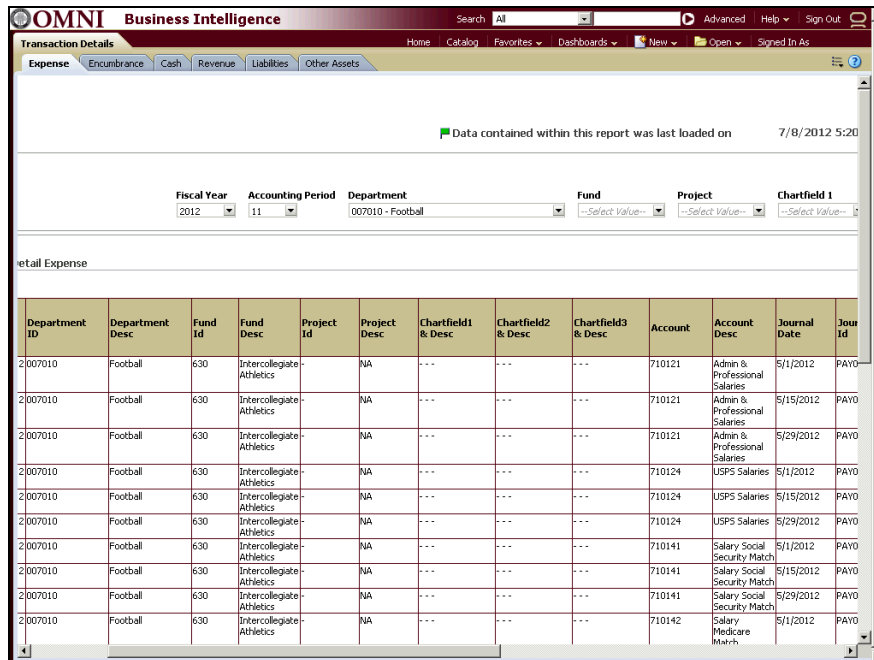 OMNI Business Intelligence Search All Advanced Help Sign Out
Transaction Details Home Catalog Favorites Dashboards New Open Signed In As
Expense Encumbrance Cash Revenue Liabilities Other Assets
Data contained within this report was last loaded on 7/8/2012 5:20
Fiscal Year Accounting Period Department Fund Project Chartfield 1
2012 11 007010 - Football --Select Value-- --Select Value-- --Select Value--
etail Expense
Department ID Department Desc Fund Id Fund Desc Project Id Project Desc Chartfield1 & Desc Chartfield2 & Desc Chartfield3 & Desc Account Account Desc Journal Date Jour Id
2 007010 Football 630 Intercollegiate Athletics - NA - - - - - - - - - 710121 Admin & Professional Salaries 5/1/2012 PAY0
2 007010 Football 630 Intercollegiate Athletics - NA - - - - - - - - - 710121 Admin & Professional Salaries 5/15/2012 PAY0
2 007010 Football 630 Intercollegiate Athletics - NA - - - - - - - - - 710121 Admin & Professional Salaries 5/29/2012 PAY0
2 007010 Football 630 Intercollegiate Athletics - NA - - - - - - - - - 710124 USPS Salaries 5/1/2012 PAY0
2 007010 Football 630 Intercollegiate Athletics - NA - - - - - - - - - 710124 USPS Salaries 5/15/2012 PAY0
2 007010 Football 630 Intercollegiate Athletics - NA - - - - - - - - - 710124 USPS Salaries 5/29/2012 PAY0
2 007010 Football 630 Intercollegiate Athletics - NA - - - - - - - - - 710141 Salary Social Security Match 5/1/2012 PAY0
2 007010 Football 630 Intercollegiate Athletics - NA - - - - - - - - - 710141 Salary Social Security Match 5/15/2012 PAY0
2 007010 Football 630 Intercollegiate Athletics - NA - - - - - - - - - 710141 Salary Social Security Match 5/29/2012 PAY0
2 007010 Football 630 Intercollegiate Athletics - NA - - - - - - - - - 710142 Salary Medicare Match 5/1/2012 PAY0